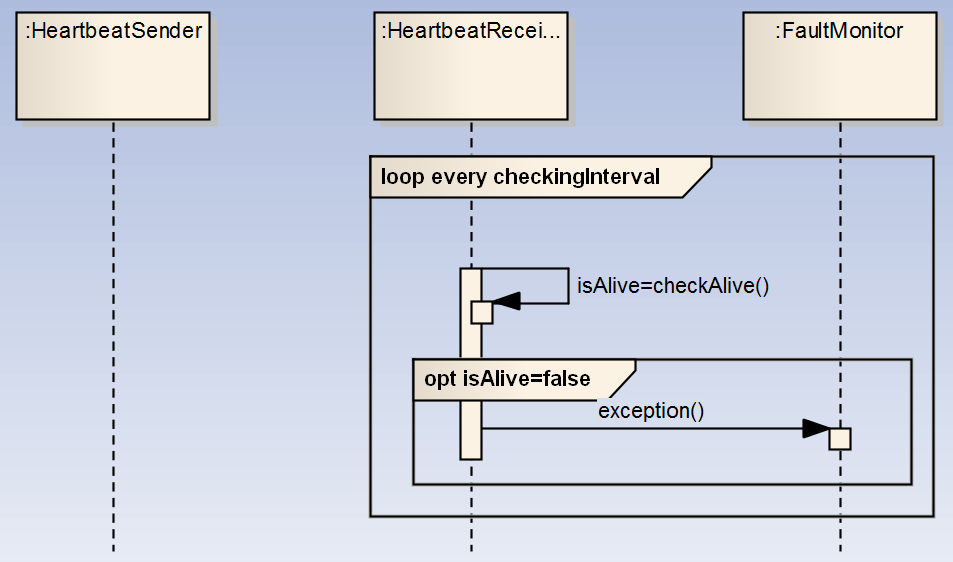 :HeartbeatSender
:HeartbeatRecei...
:FaultMonitor
loop every checkingInterval
isAlive=checkAlive()
opt isAlive=false
exception()